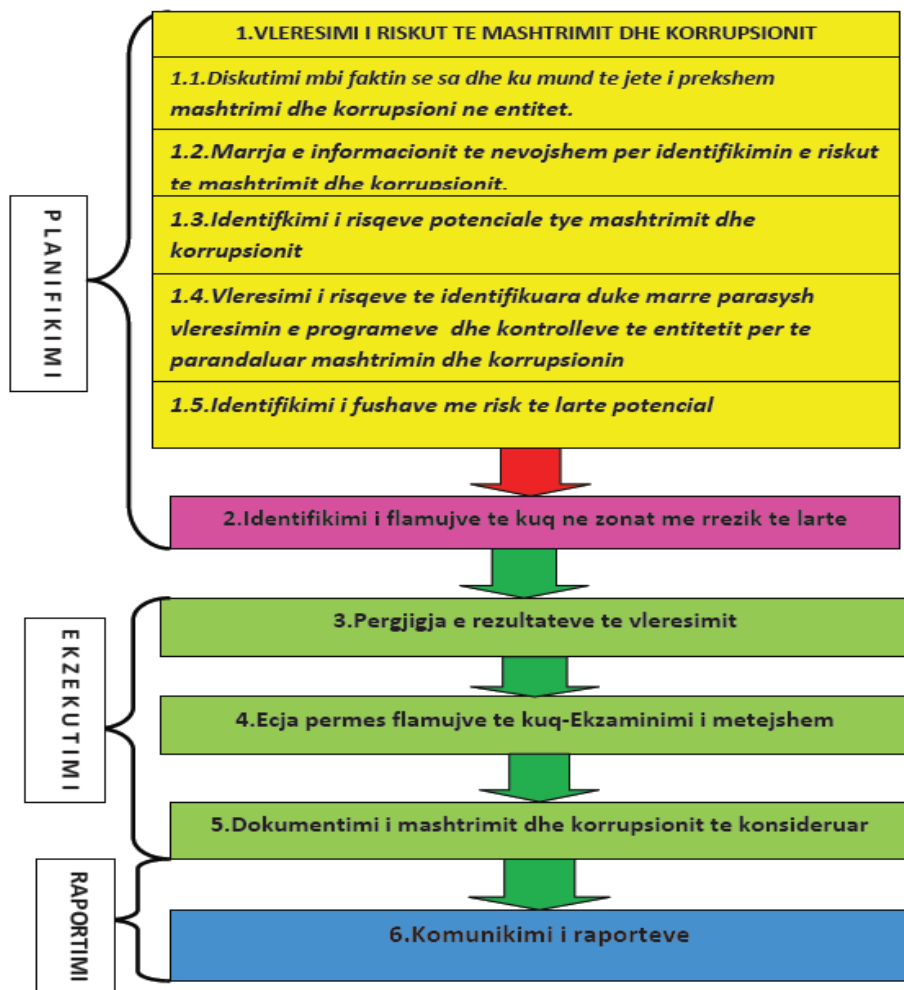 1.VLERESIMI I RISKUT TE MASHTRIMIT DHE KORRUPSIONIT
1.1.Diskutimi mbi faktin se sa dhe ku mund te jete i prekshem
mashtrimi dhe korrupsioni ne entitet.
1.2.Marrja e informacionit te nevojshem per identifikimin e riskut
te mashtrimit dhe korrupsionit.
1.3.Identifkimi i risqeve potenciale tye mashtrimit dhe
korrupsionit
1.4.Vleresimi i risqeve te identifikuara duke marre parasysh
vleresimin e programeve dhe kontrolleve te entitetit per te
parandaluar mashtrimin dhe korrupsionin
1.5.Identifikimi i fushave me risk te larte potencial
PLANIFIKIMI
2.Identifikimi i flamujve te kuq ne zonat me rrezik te larte
3.Pergjigja e rezultateve te vleresimit
4.Ecja permes flamujve te kuq-Ekzaminimi i metejshem
5.Dokumentimi i mashtrimit dhe korrupsionit te konsideruar
EKZEKUTIMI
6.Komunikimi i raporteve
RAPORTIMI